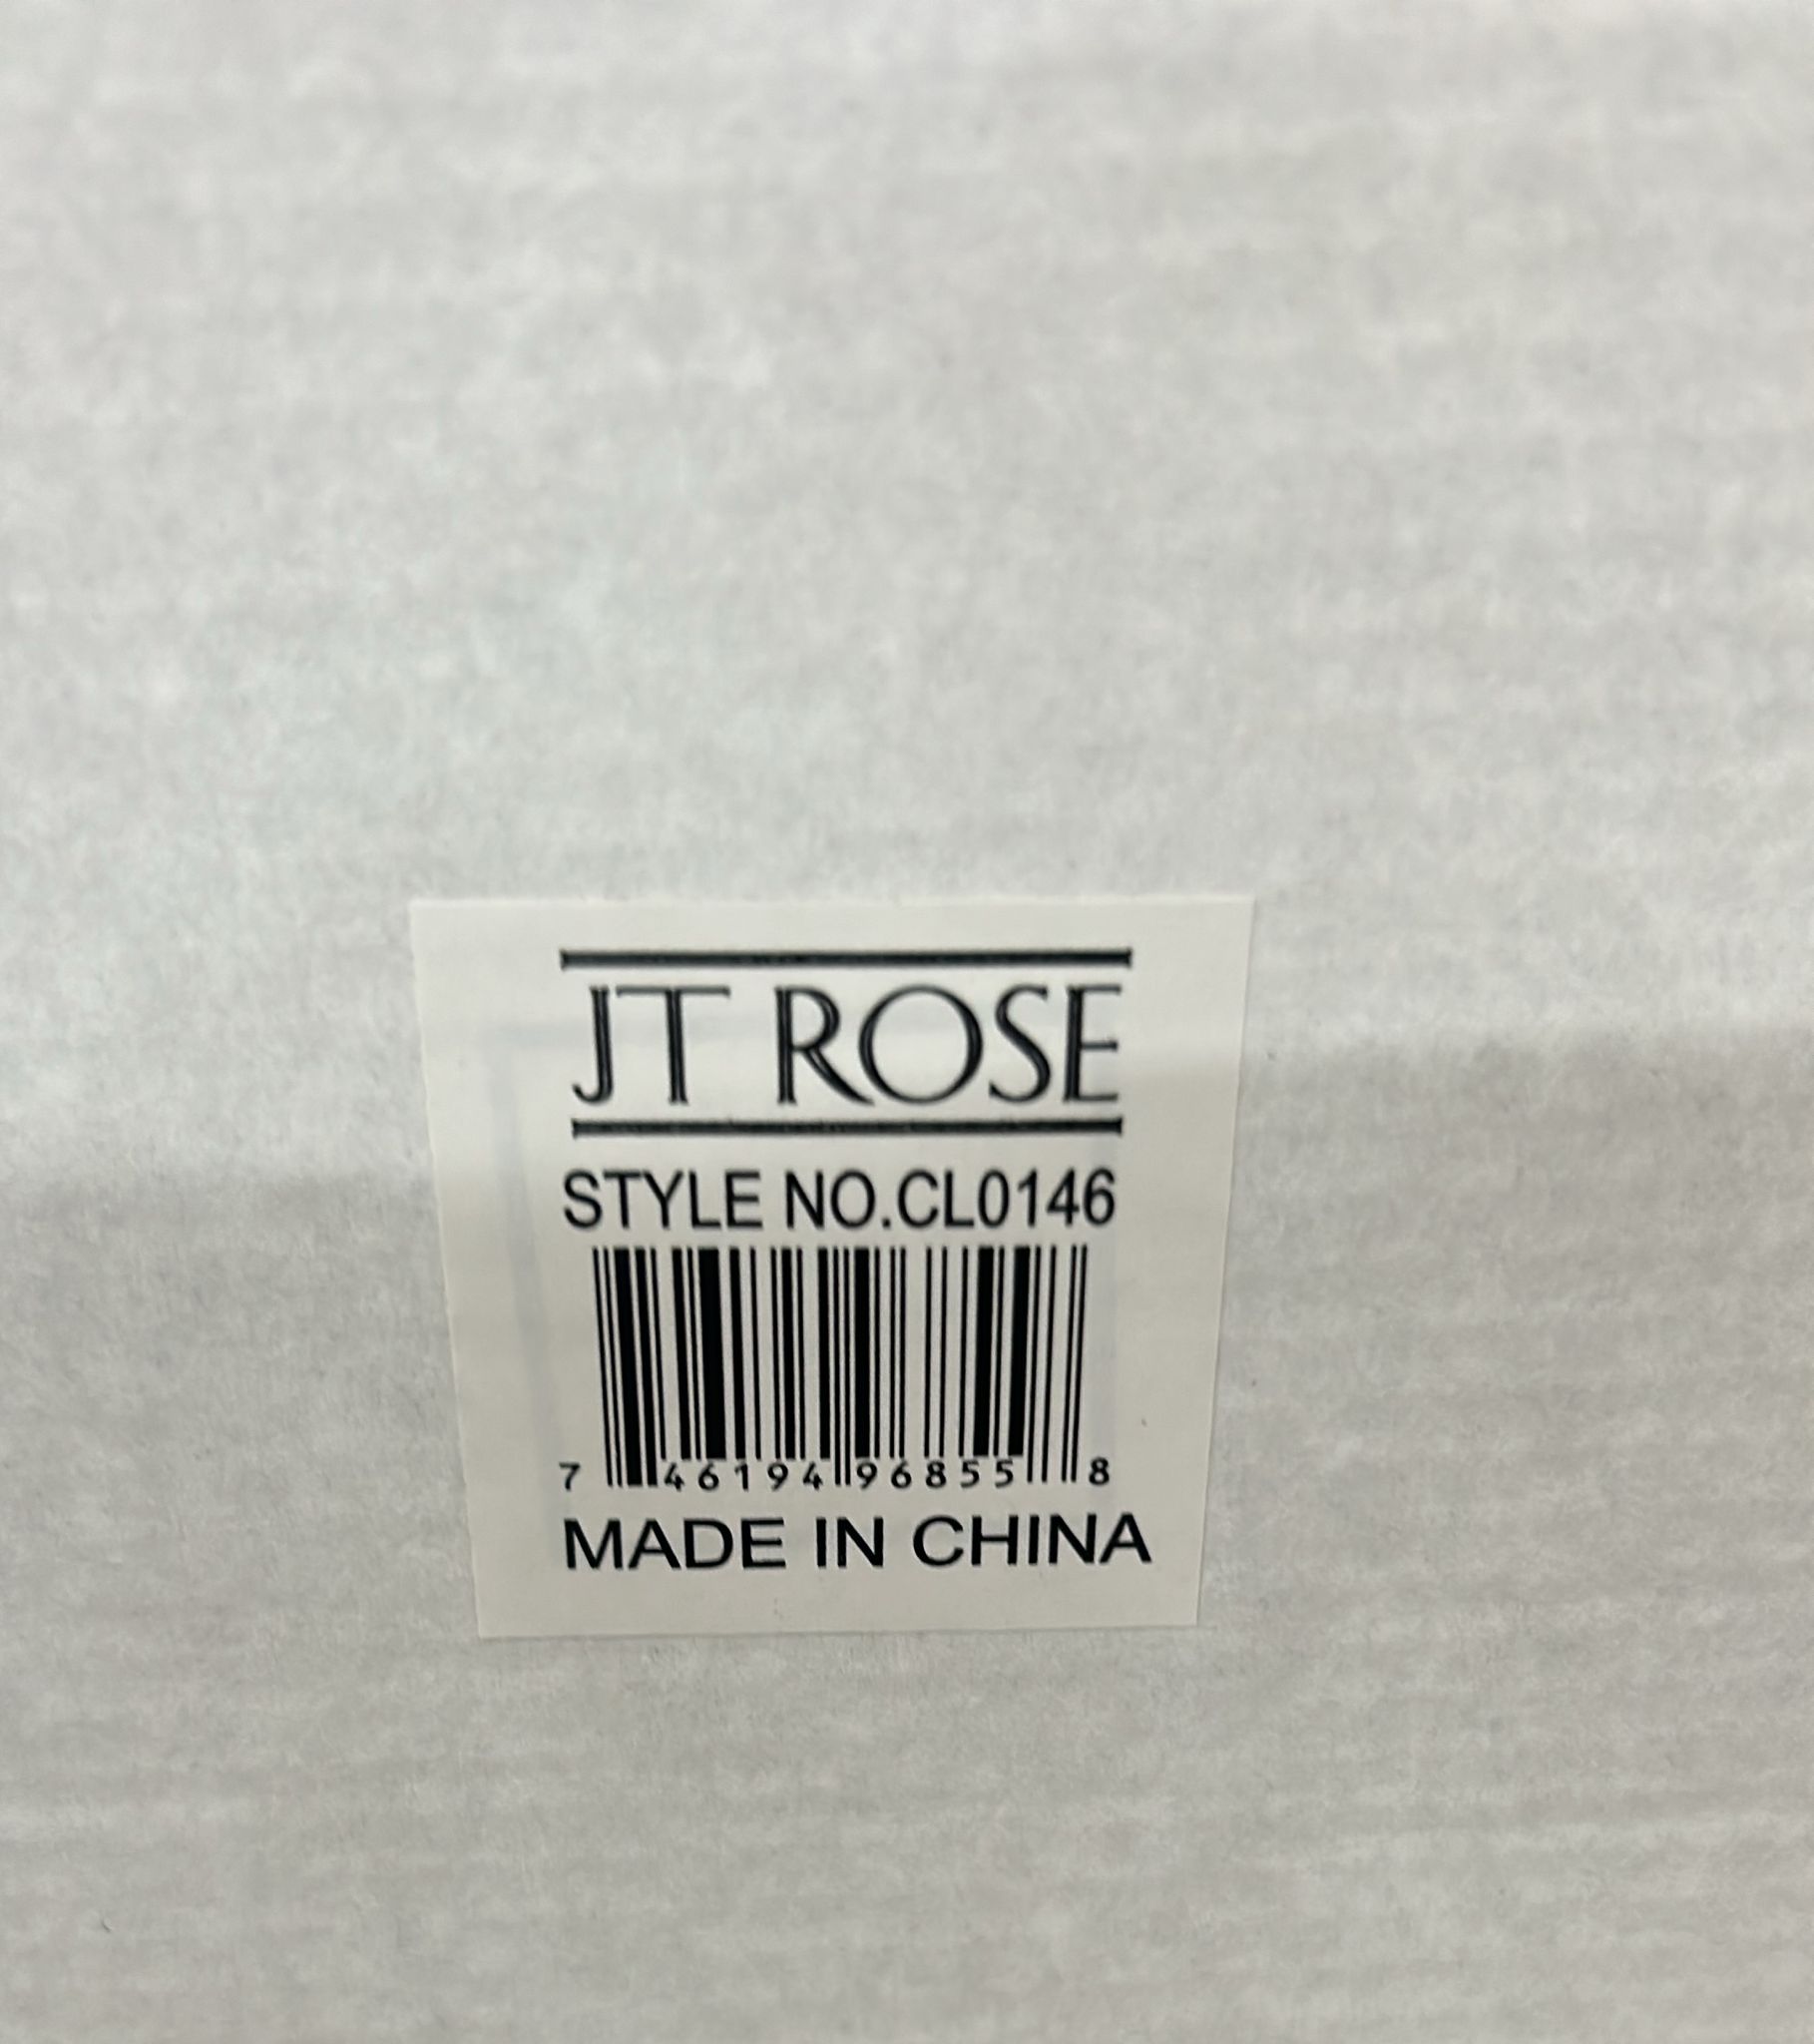 JT ROSE
STYLE NO.CL0146
7 46194 96855 8
MADE IN CHINA